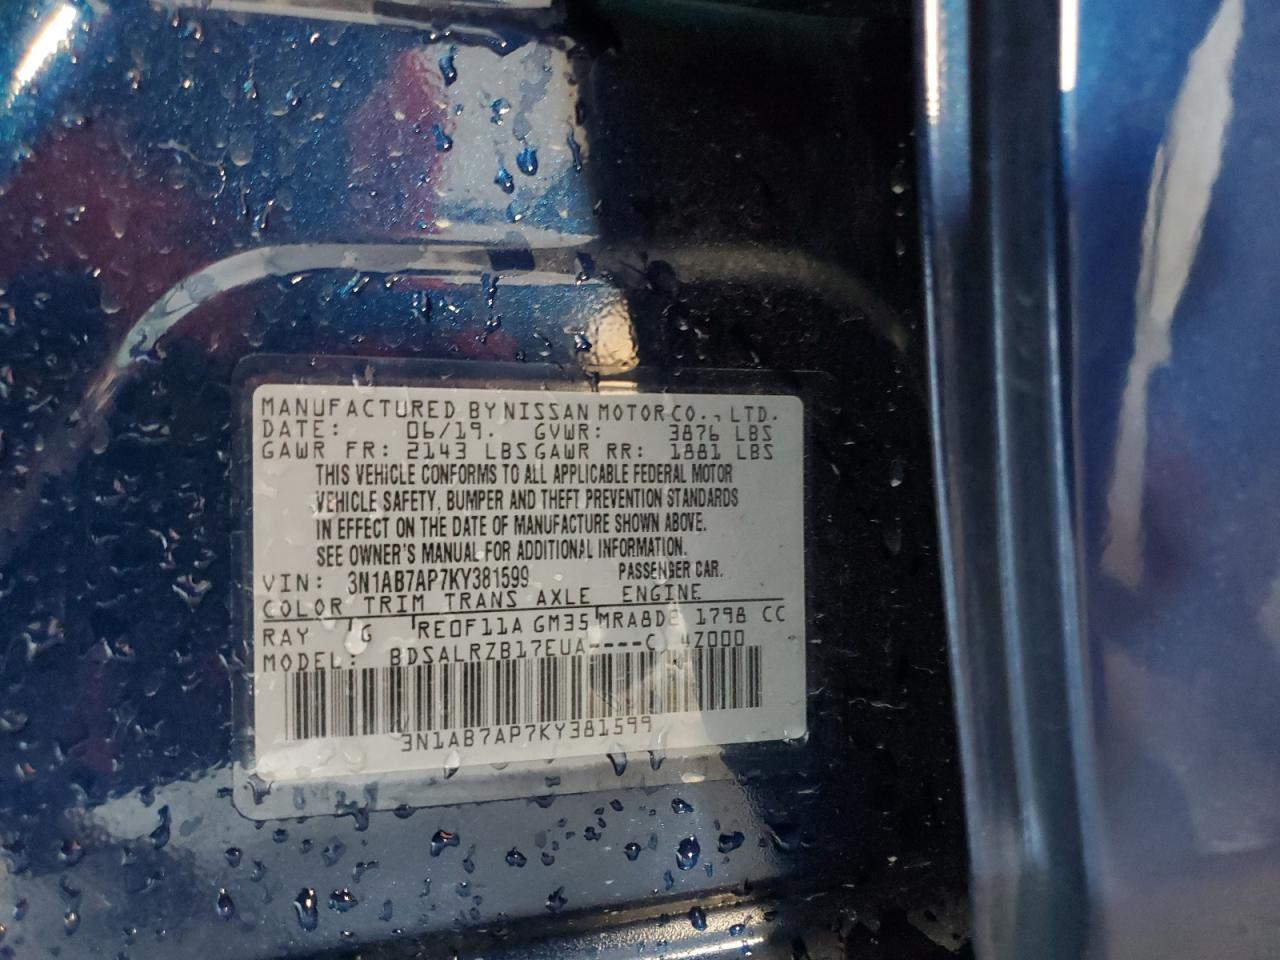 MANUFACTURED BY NISSAN MOTOR CO., LTD.
DATE: 06/19. GVWR: 3876 LBS
GAWR FR: 2143 LBS GAWR RR: 1881 LBS
THIS VEHICLE CONFORMS TO ALL APPLICABLE FEDERAL MOTOR
VEHICLE SAFETY, BUMPER AND THEFT PREVENTION STANDARDS
IN EFFECT ON THE DATE OF MANUFACTURE SHOWN ABOVE.
SEE OWNER'S MANUAL FOR ADDITIONAL INFORMATION.
VIN: 3N1AB7AP7KY381599 PASSENGER CAR.
COLOR TRIM TRANS AXLE ENGINE
RAY G RE0F11A GM35 MRA8DE 1798 CC
MODEL: BDSALRZB17EUA----C 4Z000
3N1AB7AP7KY381599